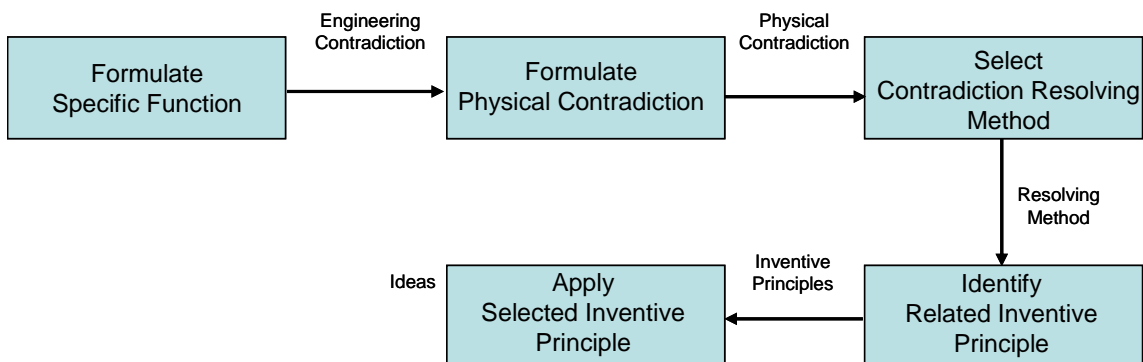 Formulate
Specific Function
Engineering
Contradiction
Formulate
Physical Contradiction
Physical
Contradiction
Select
Contradiction Resolving
Method
Resolving
Method
Identify
Related Inventive
Principle
Inventive
Principles
Apply
Selected Inventive
Principle
Ideas